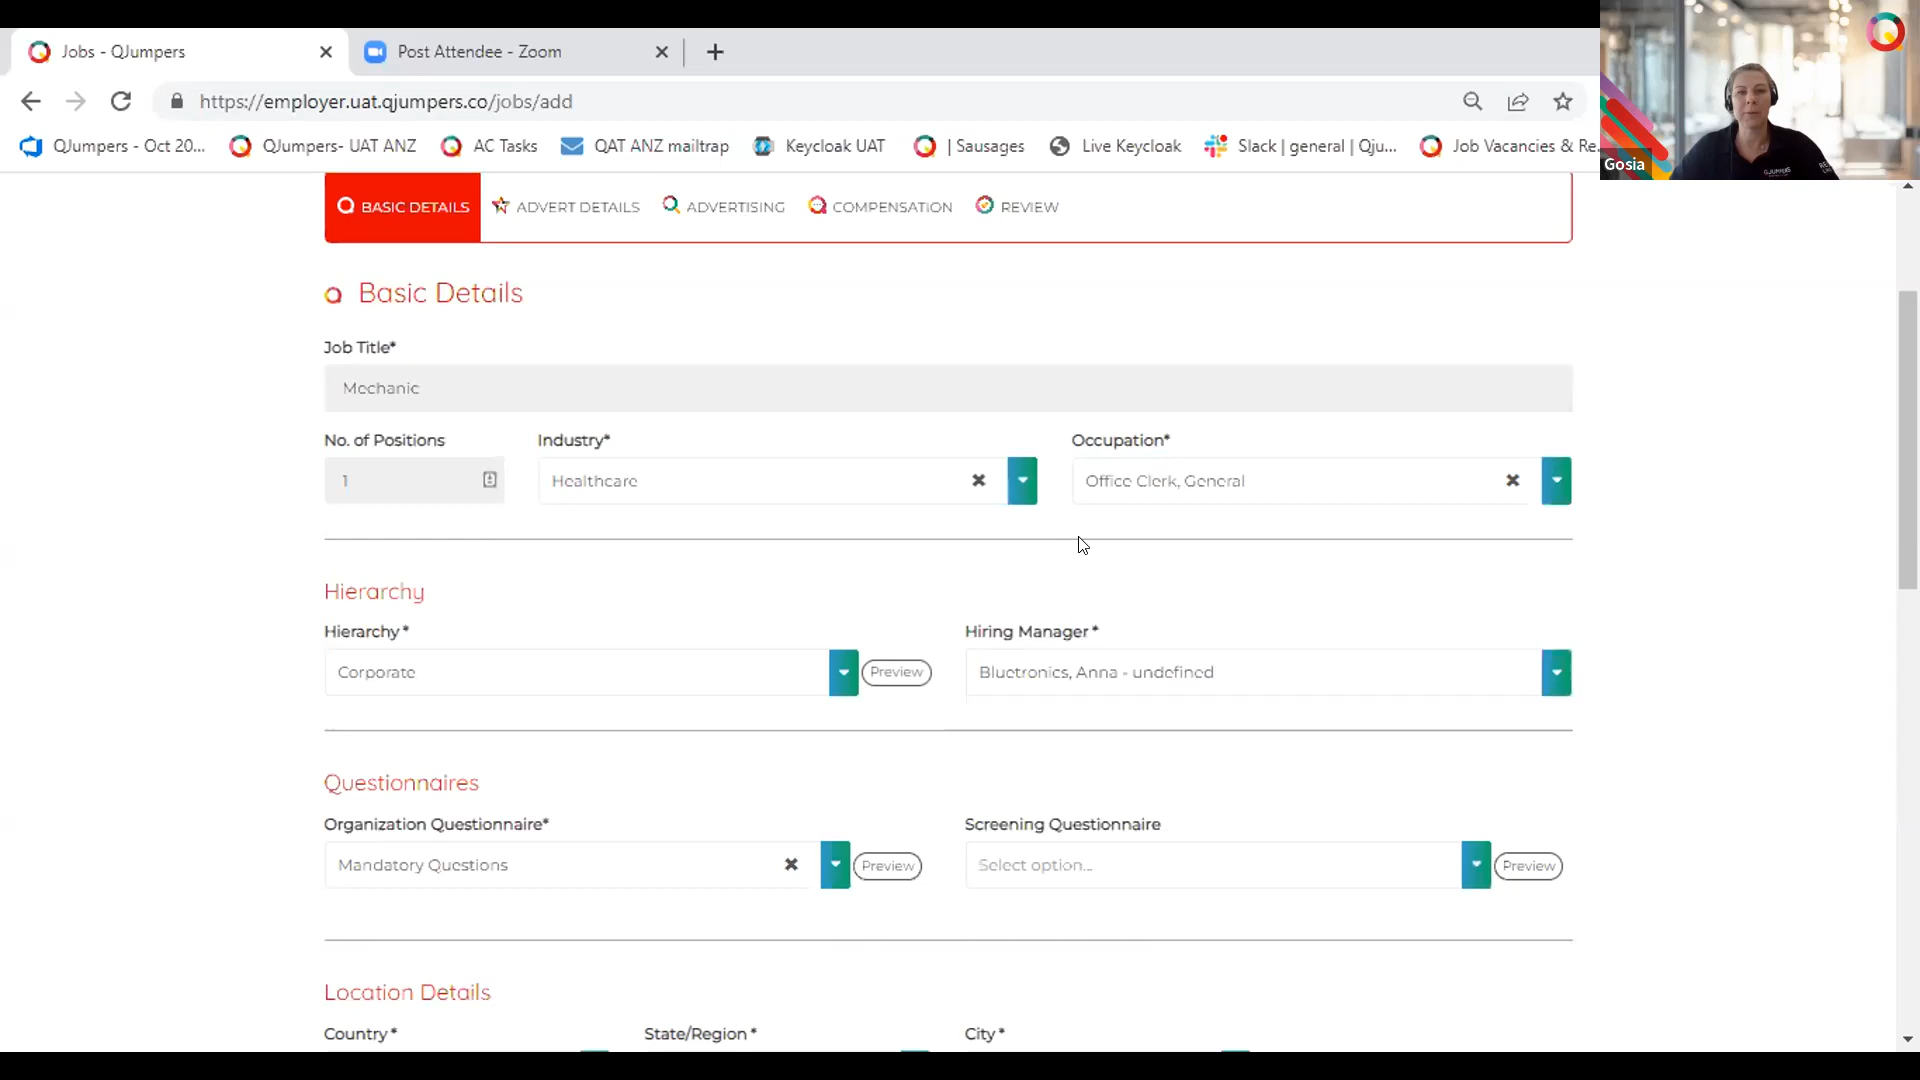 Jobs - QJumpers
Post Attendee - Zoom
https://employer.uat.qjumpers.co/jobs/add
QJumpers - Oct 20...
QJumpers- UAT ANZ
AC Tasks
QAT ANZ mailtrap
Keycloak UAT
| Sausages
Live Keycloak
Slack | general | Qju...
Job Vacancies & Re
Gosia
QJUMPERS
BASIC DETAILS
ADVERT DETAILS
ADVERTISING
COMPENSATION
REVIEW
Basic Details
Job Title*
Mechanic
No. of Positions
Industry*
Occupation*
1
Healthcare
Office Clerk, General
Hierarchy
Hierarchy *
Hiring Manager *
Corporate
Preview
Bluetronics, Anna - undefined
Questionnaires
Organization Questionnaire*
Screening Questionnaire
Mandatory Questions
Preview
Select option...
Preview
Location Details
Country *
State/Region *
City *